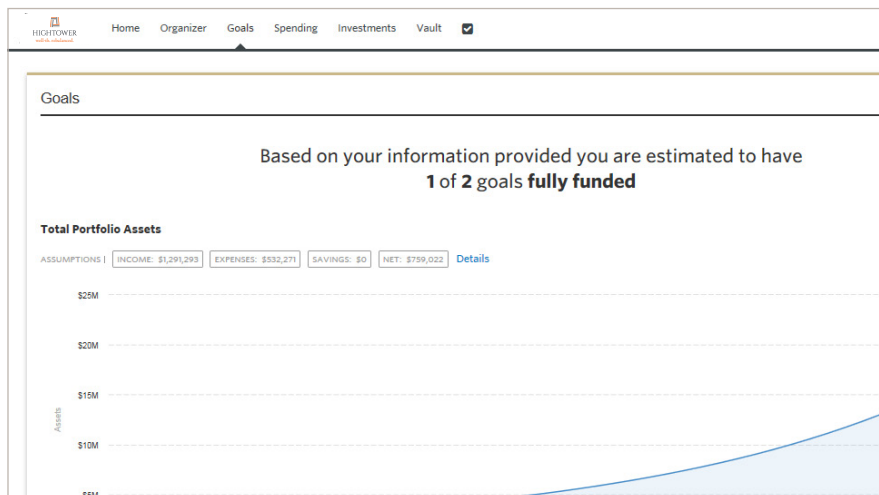 HIGHTOWER
Home Organizer Goals Spending Investments Vault
Goals
Based on your information provided you are estimated to have
1 of 2 goals fully funded
Total Portfolio Assets
ASSUMPTIONS | INCOME: $1,291,293 EXPENSES: $532,271 SAVINGS: $0 NET: $759,022 Details
$25M
$20M
$15M
Assets
$10M
$5M